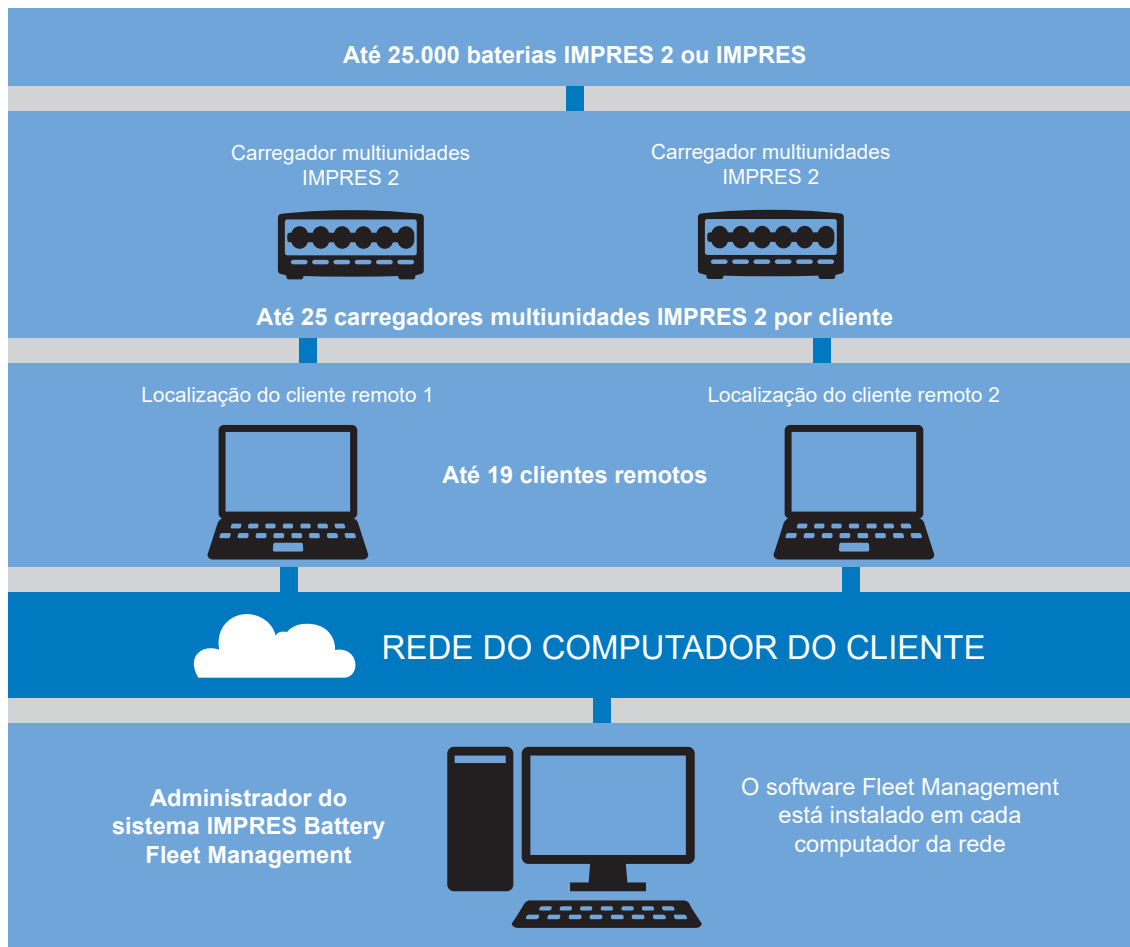 Até 25.000 baterias IMPRES 2 ou IMPRES
Carregador multiunidades
IMPRES 2
Carregador multiunidades
IMPRES 2
Até 25 carregadores multiunidades IMPRES 2 por cliente
Localização do cliente remoto 1
Localização do cliente remoto 2
Até 19 clientes remotos
REDE DO COMPUTADOR DO CLIENTE
Administrador do
sistema IMPRES Battery
Fleet Management
O software Fleet Management
está instalado em cada
computador da rede